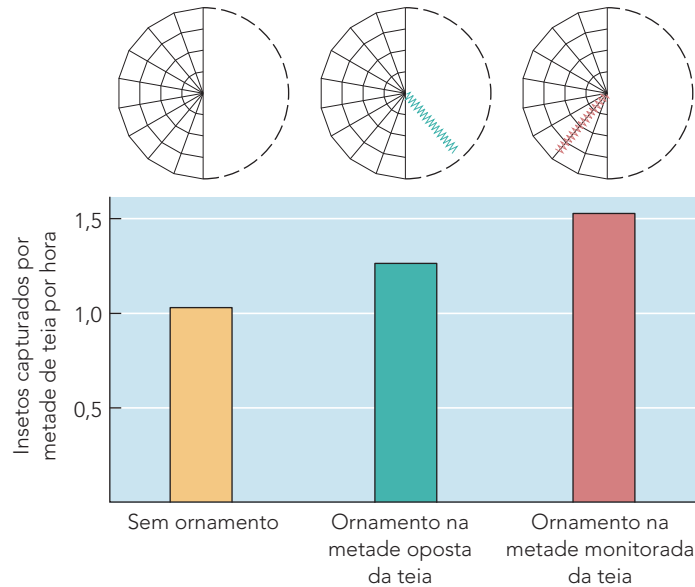 Insetos capturados por
metade de teia por hora
1,5
1,0
0,5
Sem ornamento
Ornamento na
metade oposta
da teia
Ornamento na
metade monitorada
da teia